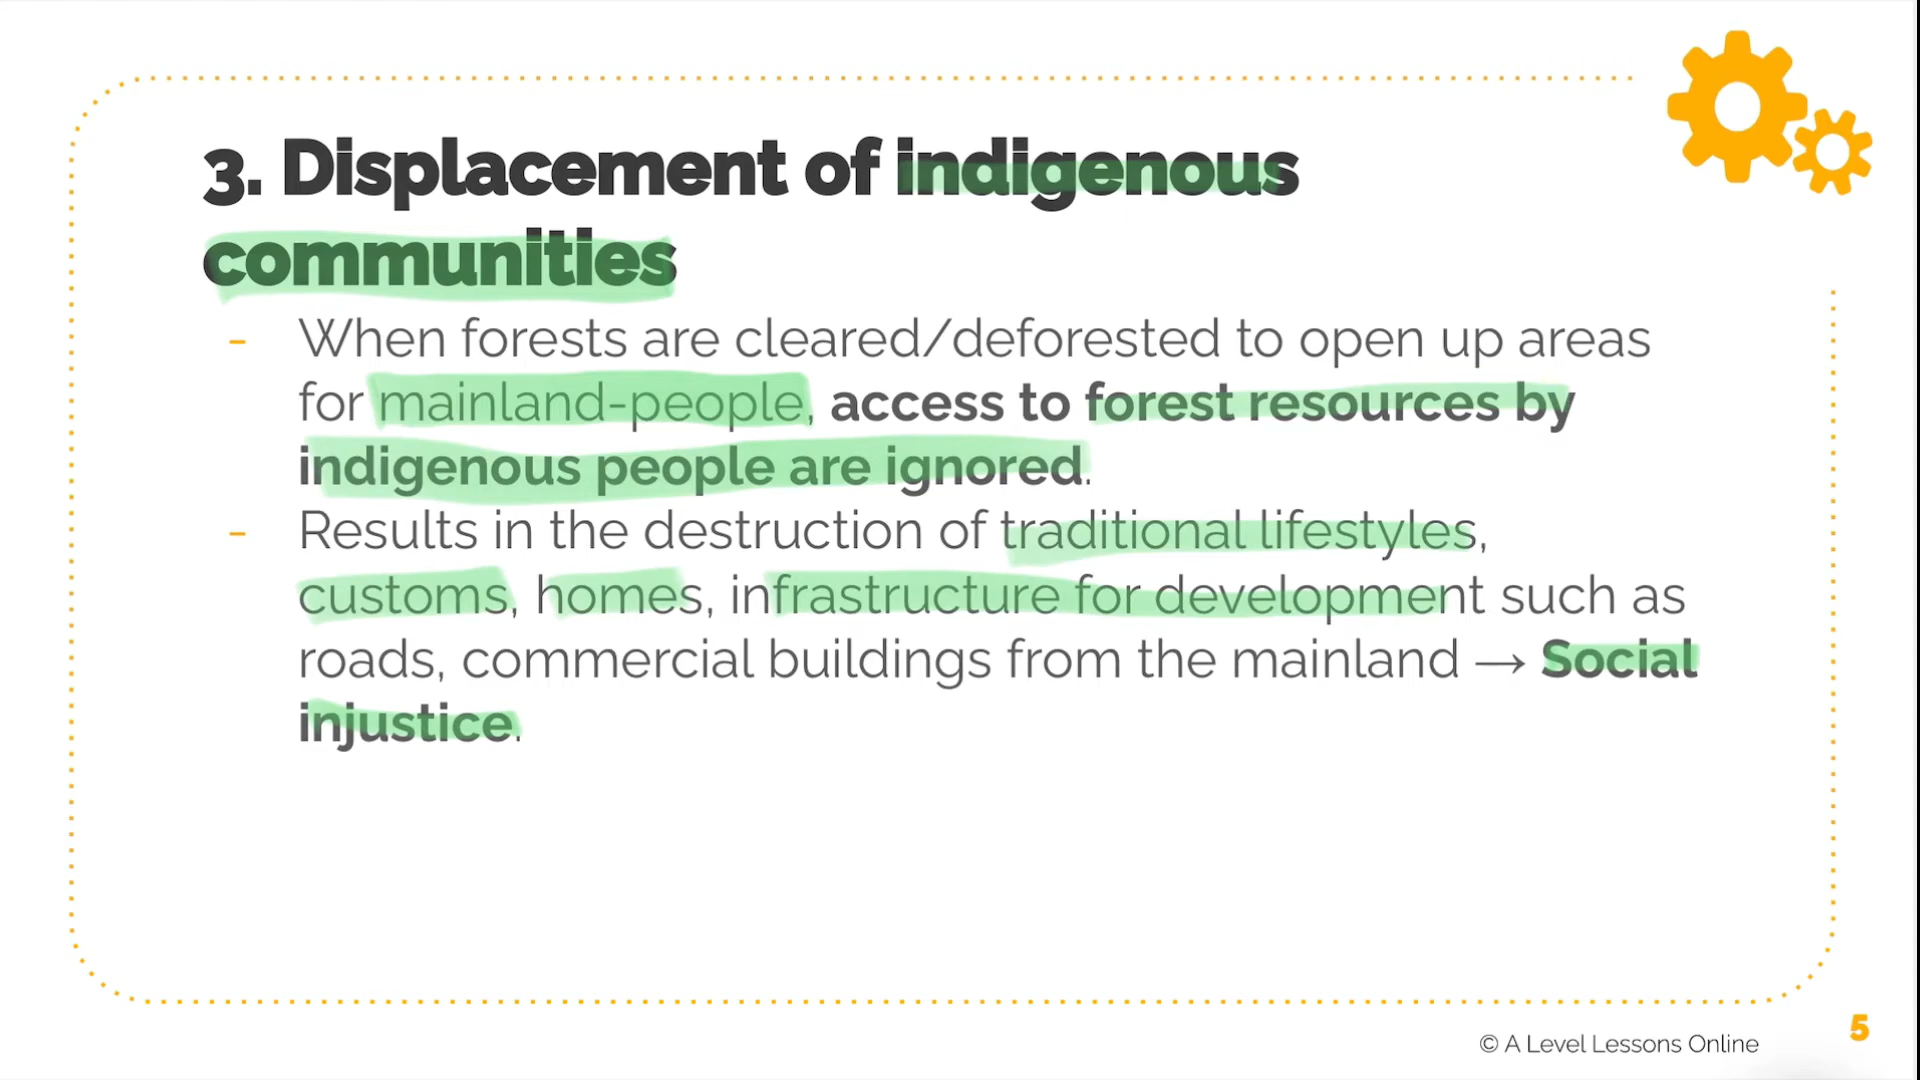 3. Displacement of indigenous
communities
- When forests are cleared/deforested to open up areas
for mainland-people, access to forest resources by
indigenous people are ignored.
- Results in the destruction of traditional lifestyles,
customs, homes, infrastructure for development such as
roads, commercial buildings from the mainland → Social
injustice.
© A Level Lessons Online
5